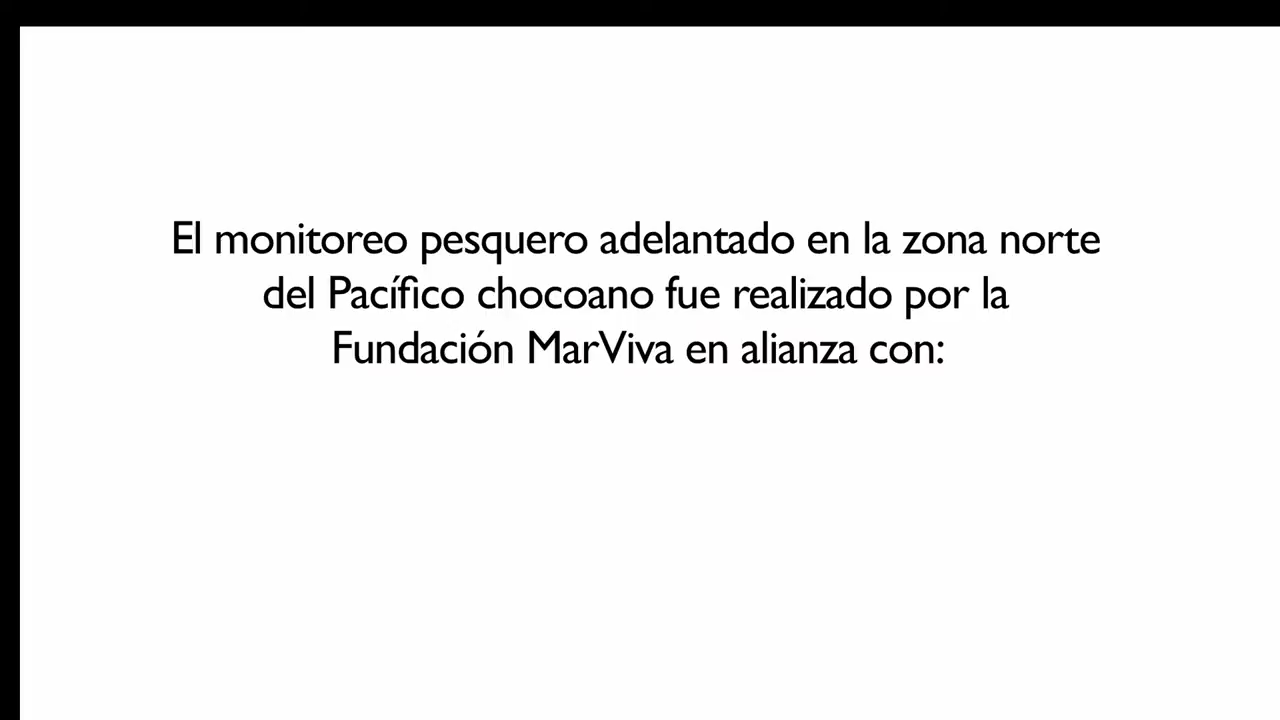 El monitoreo pesquero adelantado en la zona norte
del Pacífico chocoano fue realizado por la
Fundación MarViva en alianza con: